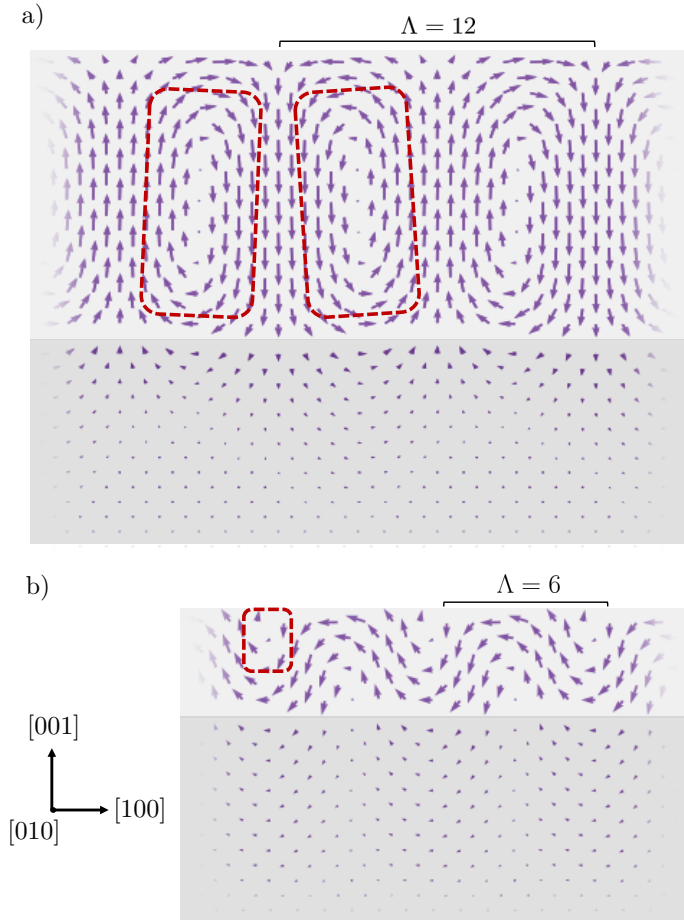 a)
Λ = 12
b)
Λ = 6
[001]
[100]
[010]